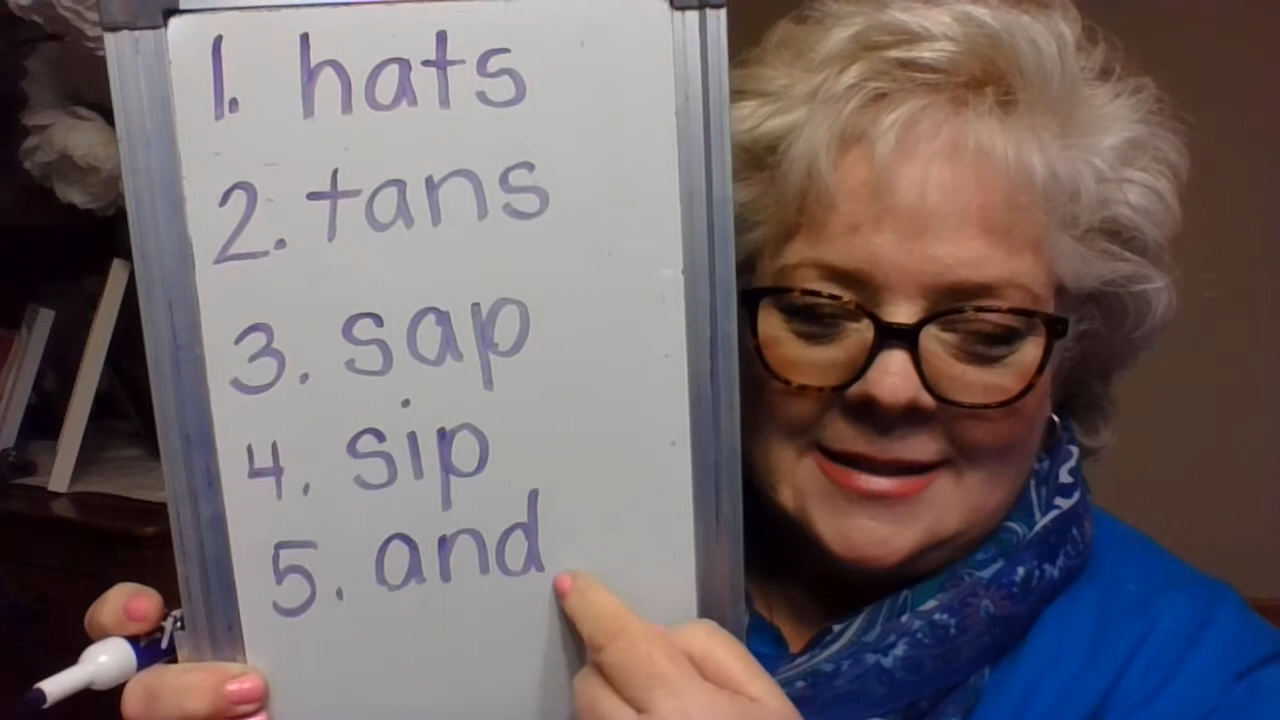 1. hats
2. tans
3. sap
4. sip
5. and